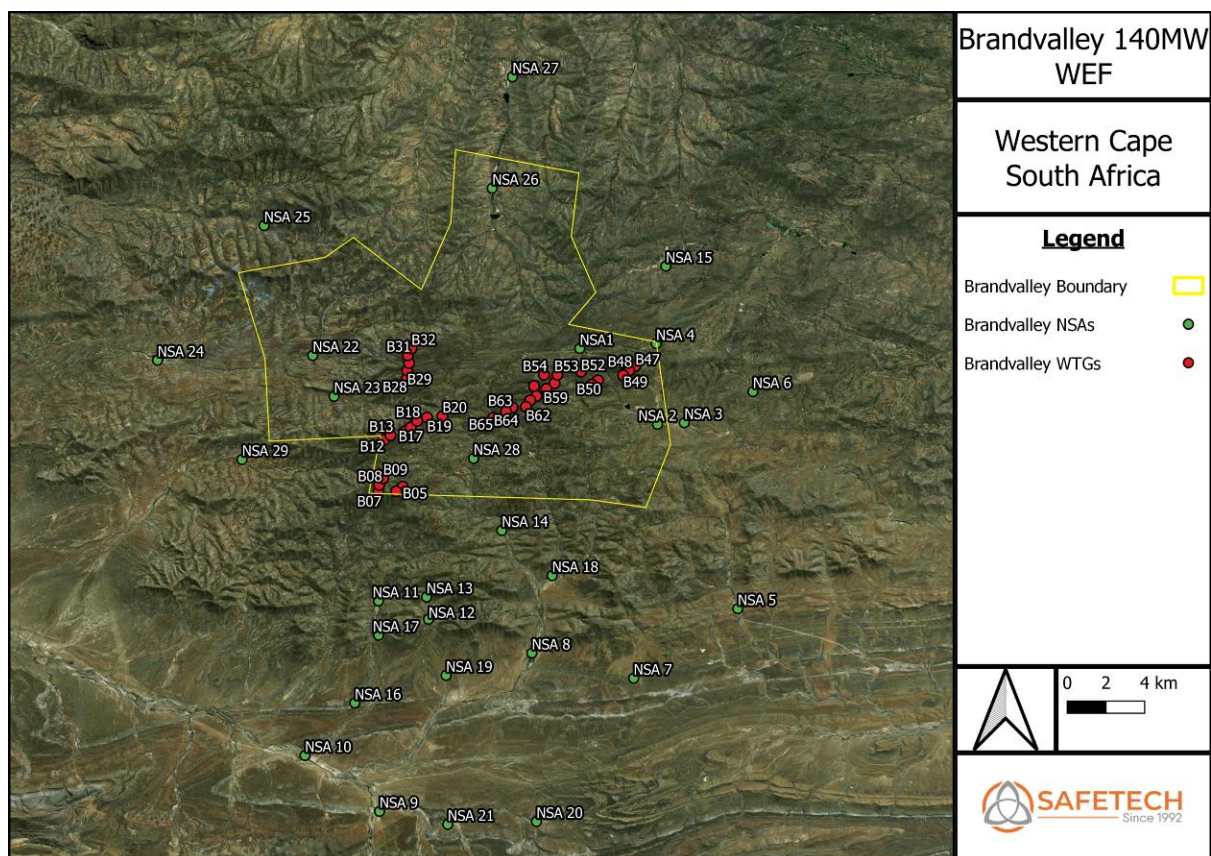 Brandvalley 140MW
WEF
Western Cape
South Africa
Legend
Brandvalley Boundary
Brandvalley NSAs
Brandvalley WTGs
0 2 4 km
SAFETECH
Since 1992
NSA 27
NSA 26
NSA 25
NSA 15
NSA 4
NSA1
NSA 24
NSA 22
B32
B31
B54
B53
B52
B48
B47
NSA 23
B28
B29
B50
B49
NSA 6
B59
B63
B18
B20
B65
B64
B62
NSA 2
NSA 3
B13
B17
B19
B12
NSA 29
NSA 28
B09
B08
B07
B05
NSA 14
NSA 18
NSA 11
NSA 13
NSA 12
NSA 5
NSA 17
NSA 8
NSA 19
NSA 7
NSA 16
NSA 10
NSA 9
NSA 21
NSA 20